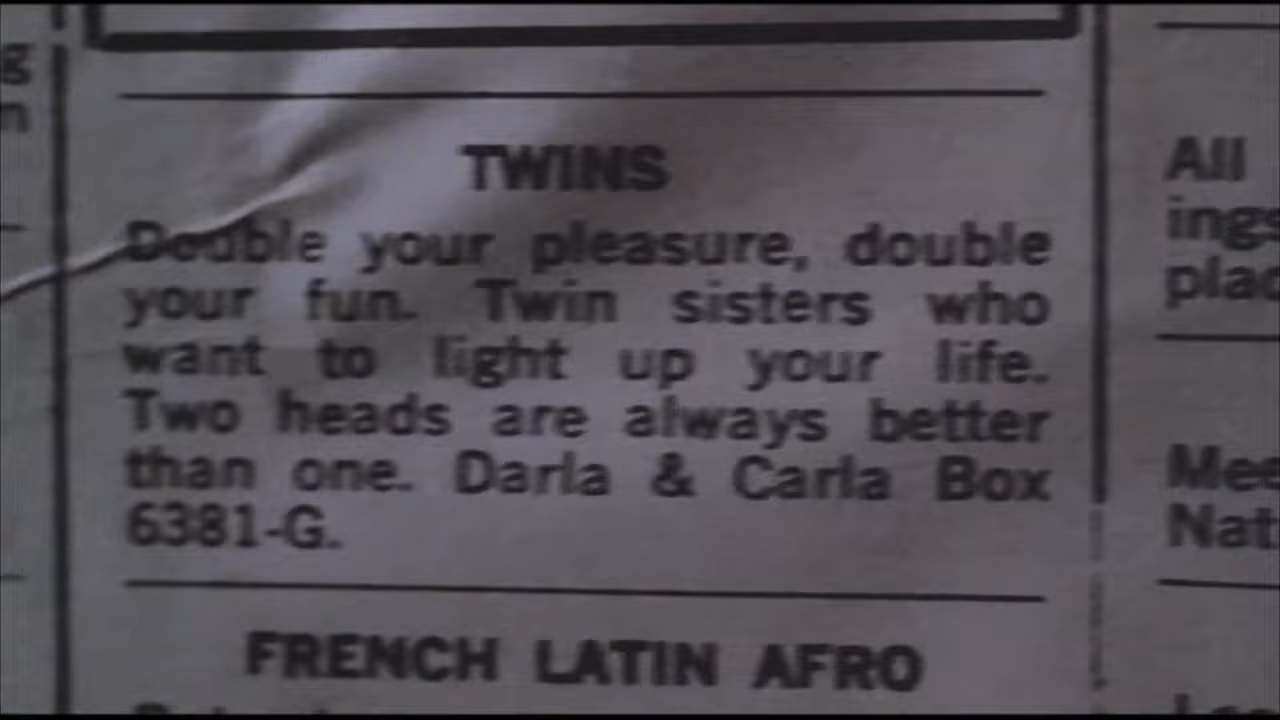 TWINS
Double your pleasure, double
your fun. Twin sisters who
want to light up your life.
Two heads are always better
than one. Darla & Carla Box
6381-G.
FRENCH LATIN AFRO
All
ings
plac
Mee
Nat
g
n